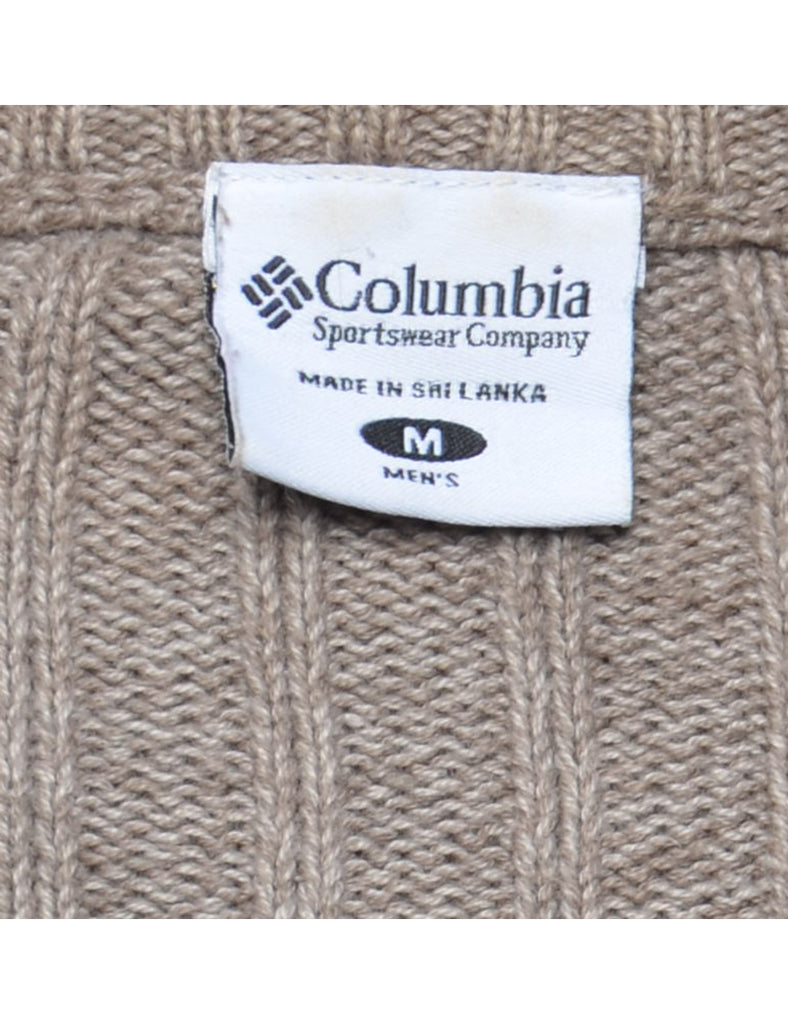 Columbia
Sportswear Company
MADE IN SRI LANKA
M
MEN'S